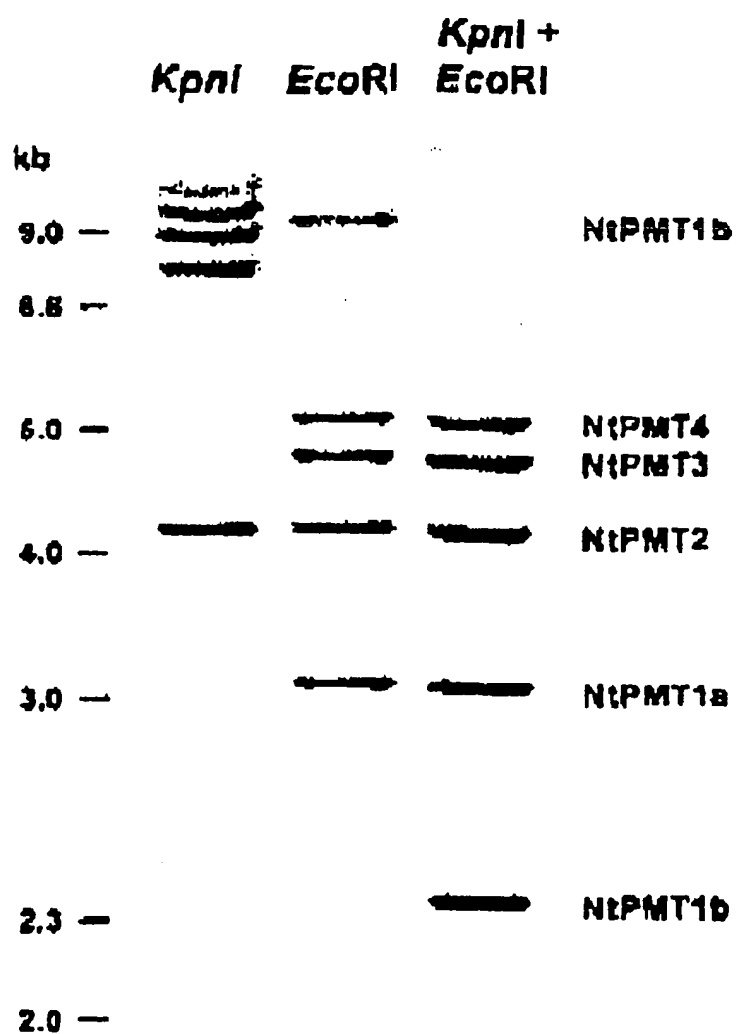 KpnI +
KpnI EcoRI EcoRI
kb
9.0 — NtPMT1b
6.6 —
5.0 — NtPMT4
NtPMT3
4.0 — NtPMT2
3.0 — NtPMT1a
2.3 — NtPMT1b
2.0 —